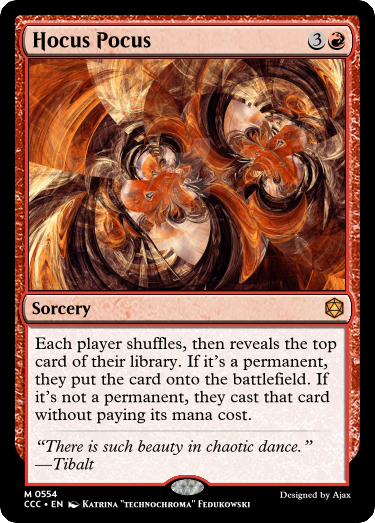 Hocus Pocus 3
Sorcery
Each player shuffles, then reveals the top
card of their library. If it's a permanent,
they put the card onto the battlefield. If
it's not a permanent, they cast that card
without paying its mana cost.
“There is such beauty in chaotic dance.”
—Tibalt
M 0554
Designed by Ajax
CCC • EN Katrina "technochroma" Fedukowski